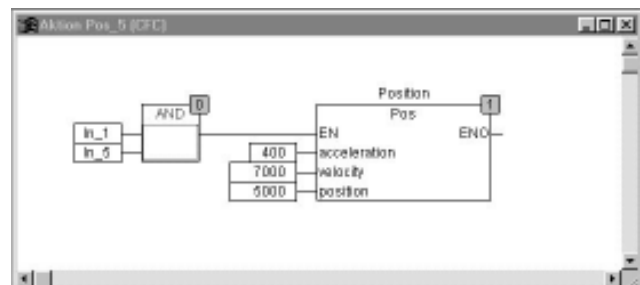 Aktion Pos_5 (CFC)
Position
0
1
AND
Pos
In_1
EN
ENO
In_5
400
acceleration
7000
velocity
5000
position